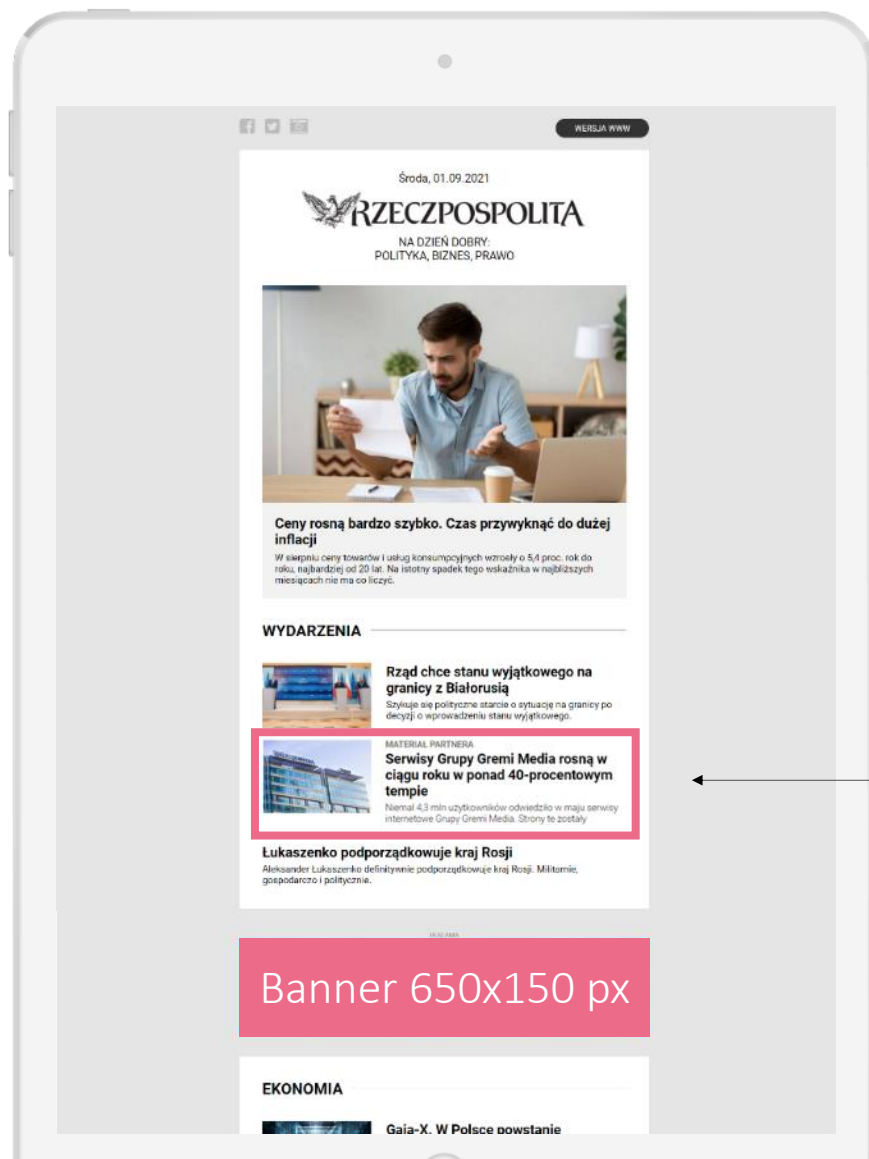 WERSJA WWW
Środa, 01.09.2021
RZECZPOSPOLITA
NA DZIEŃ DOBRY:
POLITYKA, BIZNES, PRAWO
Ceny rosną bardzo szybko. Czas przywyknąć do dużej
inflacji
W sierpniu ceny towarów i usług konsumpcyjnych wzrosły o 5,4 proc. rok do
roku, najbardziej od 20 lat. Na istotny spadek tego wskaźnika w najbliższych
miesiącach nie ma co liczyć.
WYDARZENIA
Rząd chce stanu wyjątkowego na
granicy z Białorusią
Szykuje się polityczne starcie o sytuację na granicy po
decyzji o wprowadzeniu stanu wyjątkowego.
MATERIAŁ PARTNERA
Serwisy Grupy Gremi Media rosną w
ciągu roku w ponad 40-procentowym
tempie
Niemal 4,3 mln użytkowników odwiedziło w maju serwisy
internetowe Grupy Gremi Media. Strony te zostały
Łukaszenko podporządkowuje kraj Rosji
Aleksander Łukaszenko definitywnie podporządkowuje kraj Rosji. Militarnie,
gospodarczo i politycznie.
REKLAMA
Banner 650x150 px
EKONOMIA
Gaia-X. W Polsce powstanie